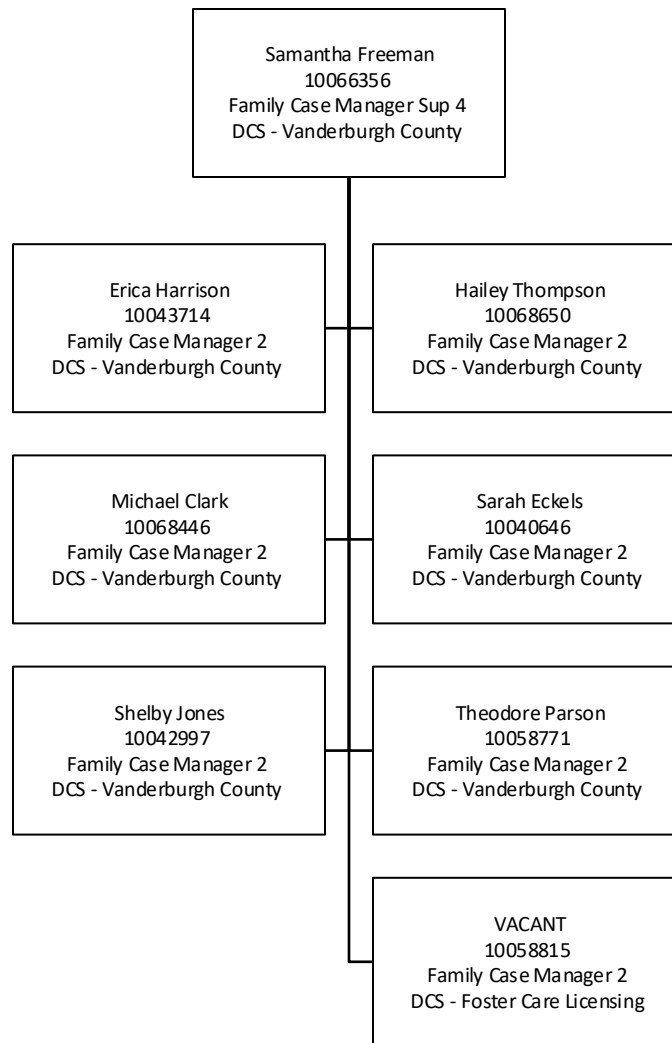 Samantha Freeman
10066356
Family Case Manager Sup 4
DCS - Vanderburgh County
Erica Harrison
10043714
Family Case Manager 2
DCS - Vanderburgh County
Hailey Thompson
10068650
Family Case Manager 2
DCS - Vanderburgh County
Michael Clark
10068446
Family Case Manager 2
DCS - Vanderburgh County
Sarah Eckels
10040646
Family Case Manager 2
DCS - Vanderburgh County
Shelby Jones
10042997
Family Case Manager 2
DCS - Vanderburgh County
Theodore Parson
10058771
Family Case Manager 2
DCS - Vanderburgh County
VACANT
10058815
Family Case Manager 2
DCS - Foster Care Licensing